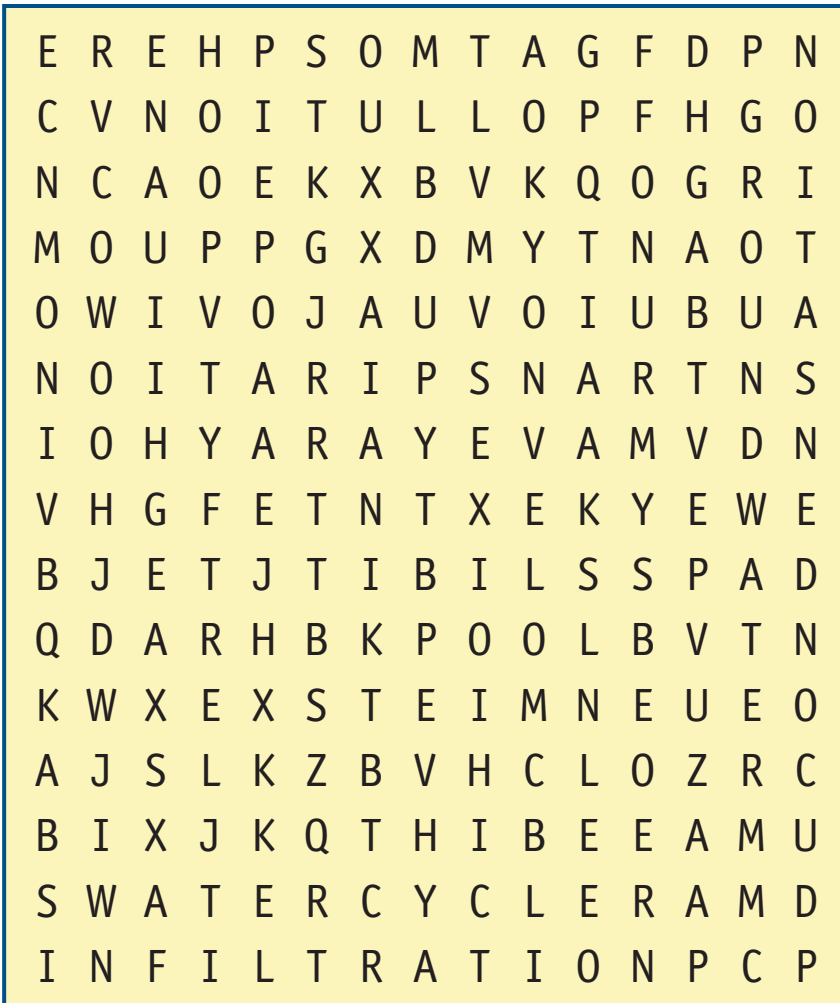 E R E H P S O M T A G F D P N
C V N O I T U L L O P F H G O
N C A O E K X B V K Q O G R I
M O U P P G X D M Y T N A O T
O W I V O J A U V O I U B U A
N O I T A R I P S N A R T N S
I O H Y A R A Y E V A M V D N
V H G F E T N T X E K Y E W E
B J E T J T I B I L S S P A D
Q D A R H B K P O O L B V T N
K W X E X S T E I M N E U E O
A J S L K Z B V H C L O Z R C
B I X J K Q T H I B E E A M U
S W A T E R C Y C L E R A M D
I N F I L T R A T I O N P C P